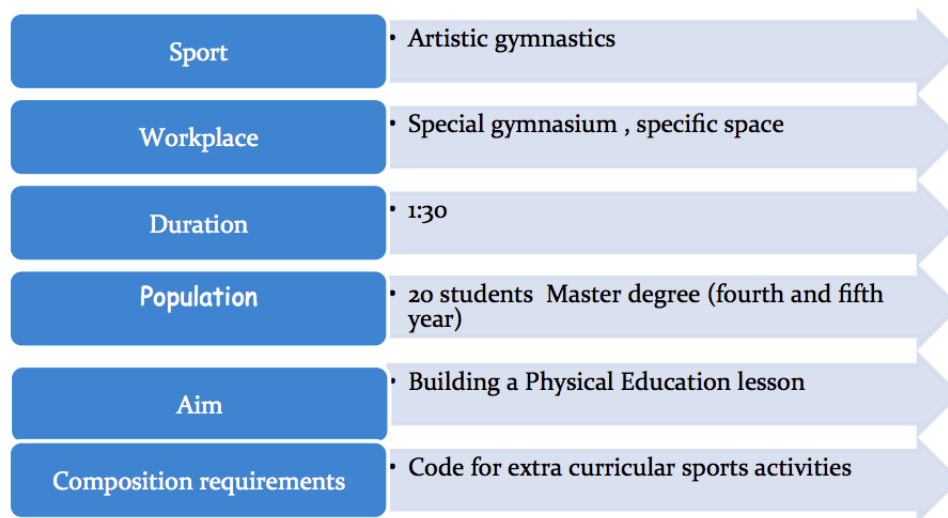 Sport
• Artistic gymnastics
Workplace
• Special gymnasium , specific space
Duration
• 1:30
Population
• 20 students  Master degree (fourth and fifth
year)
Aim
• Building a Physical Education lesson
Composition requirements
• Code for extra curricular sports activities